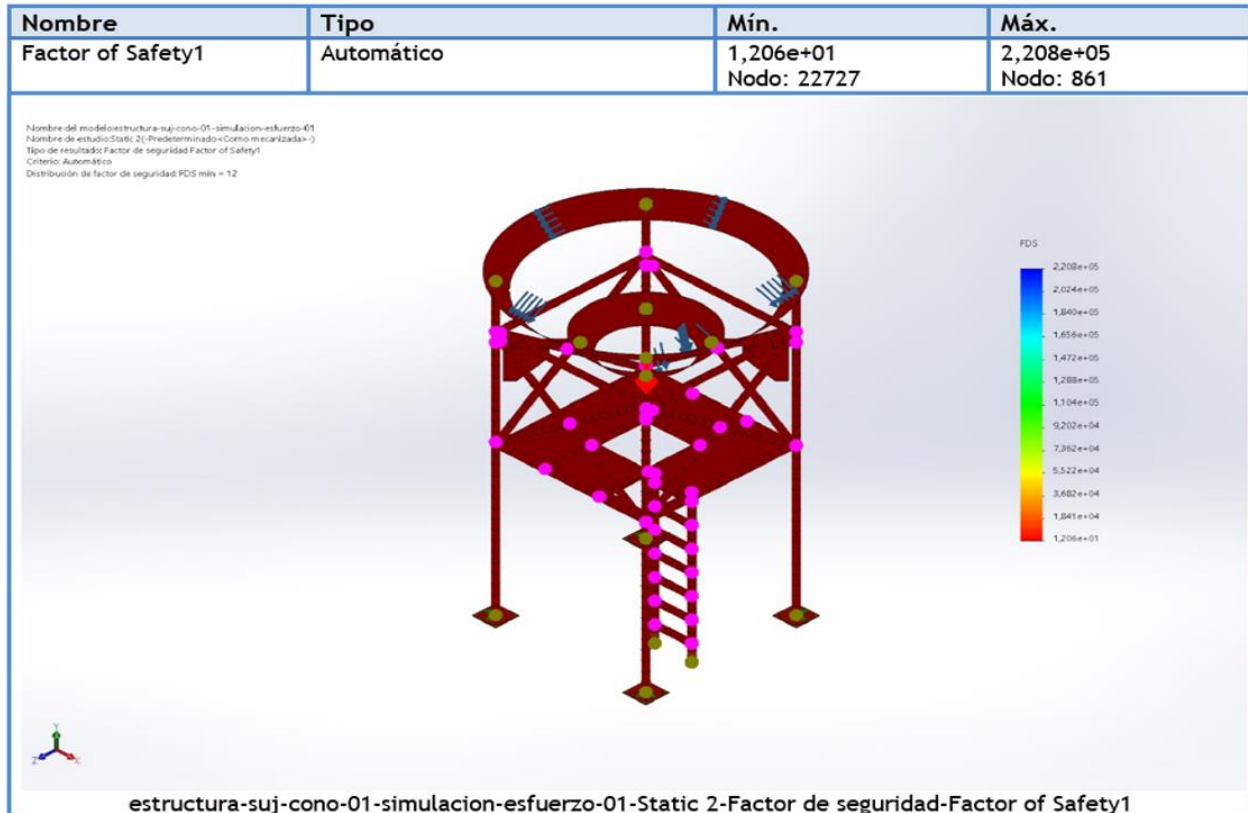 Nombre Tipo Mín. Máx.
Factor of Safety1 Automático 1,206e+01 2,208e+05
Nodo: 22727 Nodo: 861
Nombre del modelo:estructura-suj-cono-01-simulacion-esfuerzo-01
Nombre de estudio:Static 2(-Predeterminado<Como mecanizada>-)
Tipo de resultado: Factor de seguridad Factor of Safety1
Criterio: Automático
Distribución de factor de seguridad: FDS mín = 12
FDS
2,208e+05
2,024e+05
1,840e+05
1,656e+05
1,472e+05
1,288e+05
1,104e+05
9,202e+04
7,362e+04
5,522e+04
3,682e+04
1,841e+04
1,206e+01
Y
Z X
estructura-suj-cono-01-simulacion-esfuerzo-01-Static 2-Factor de seguridad-Factor of Safety1